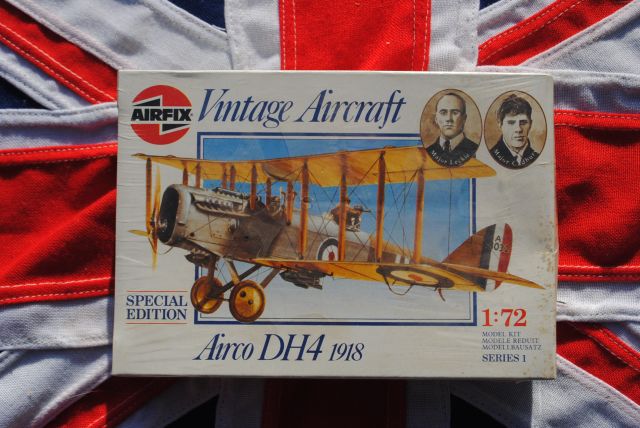 AIRFIX
Vintage Aircraft
Major Leckie
Major Cadbury
SPECIAL
EDITION
Airco DH4 1918
1:72
MODEL KIT
MODELE REDUIT
MODELLBAUSATZ
SERIES 1